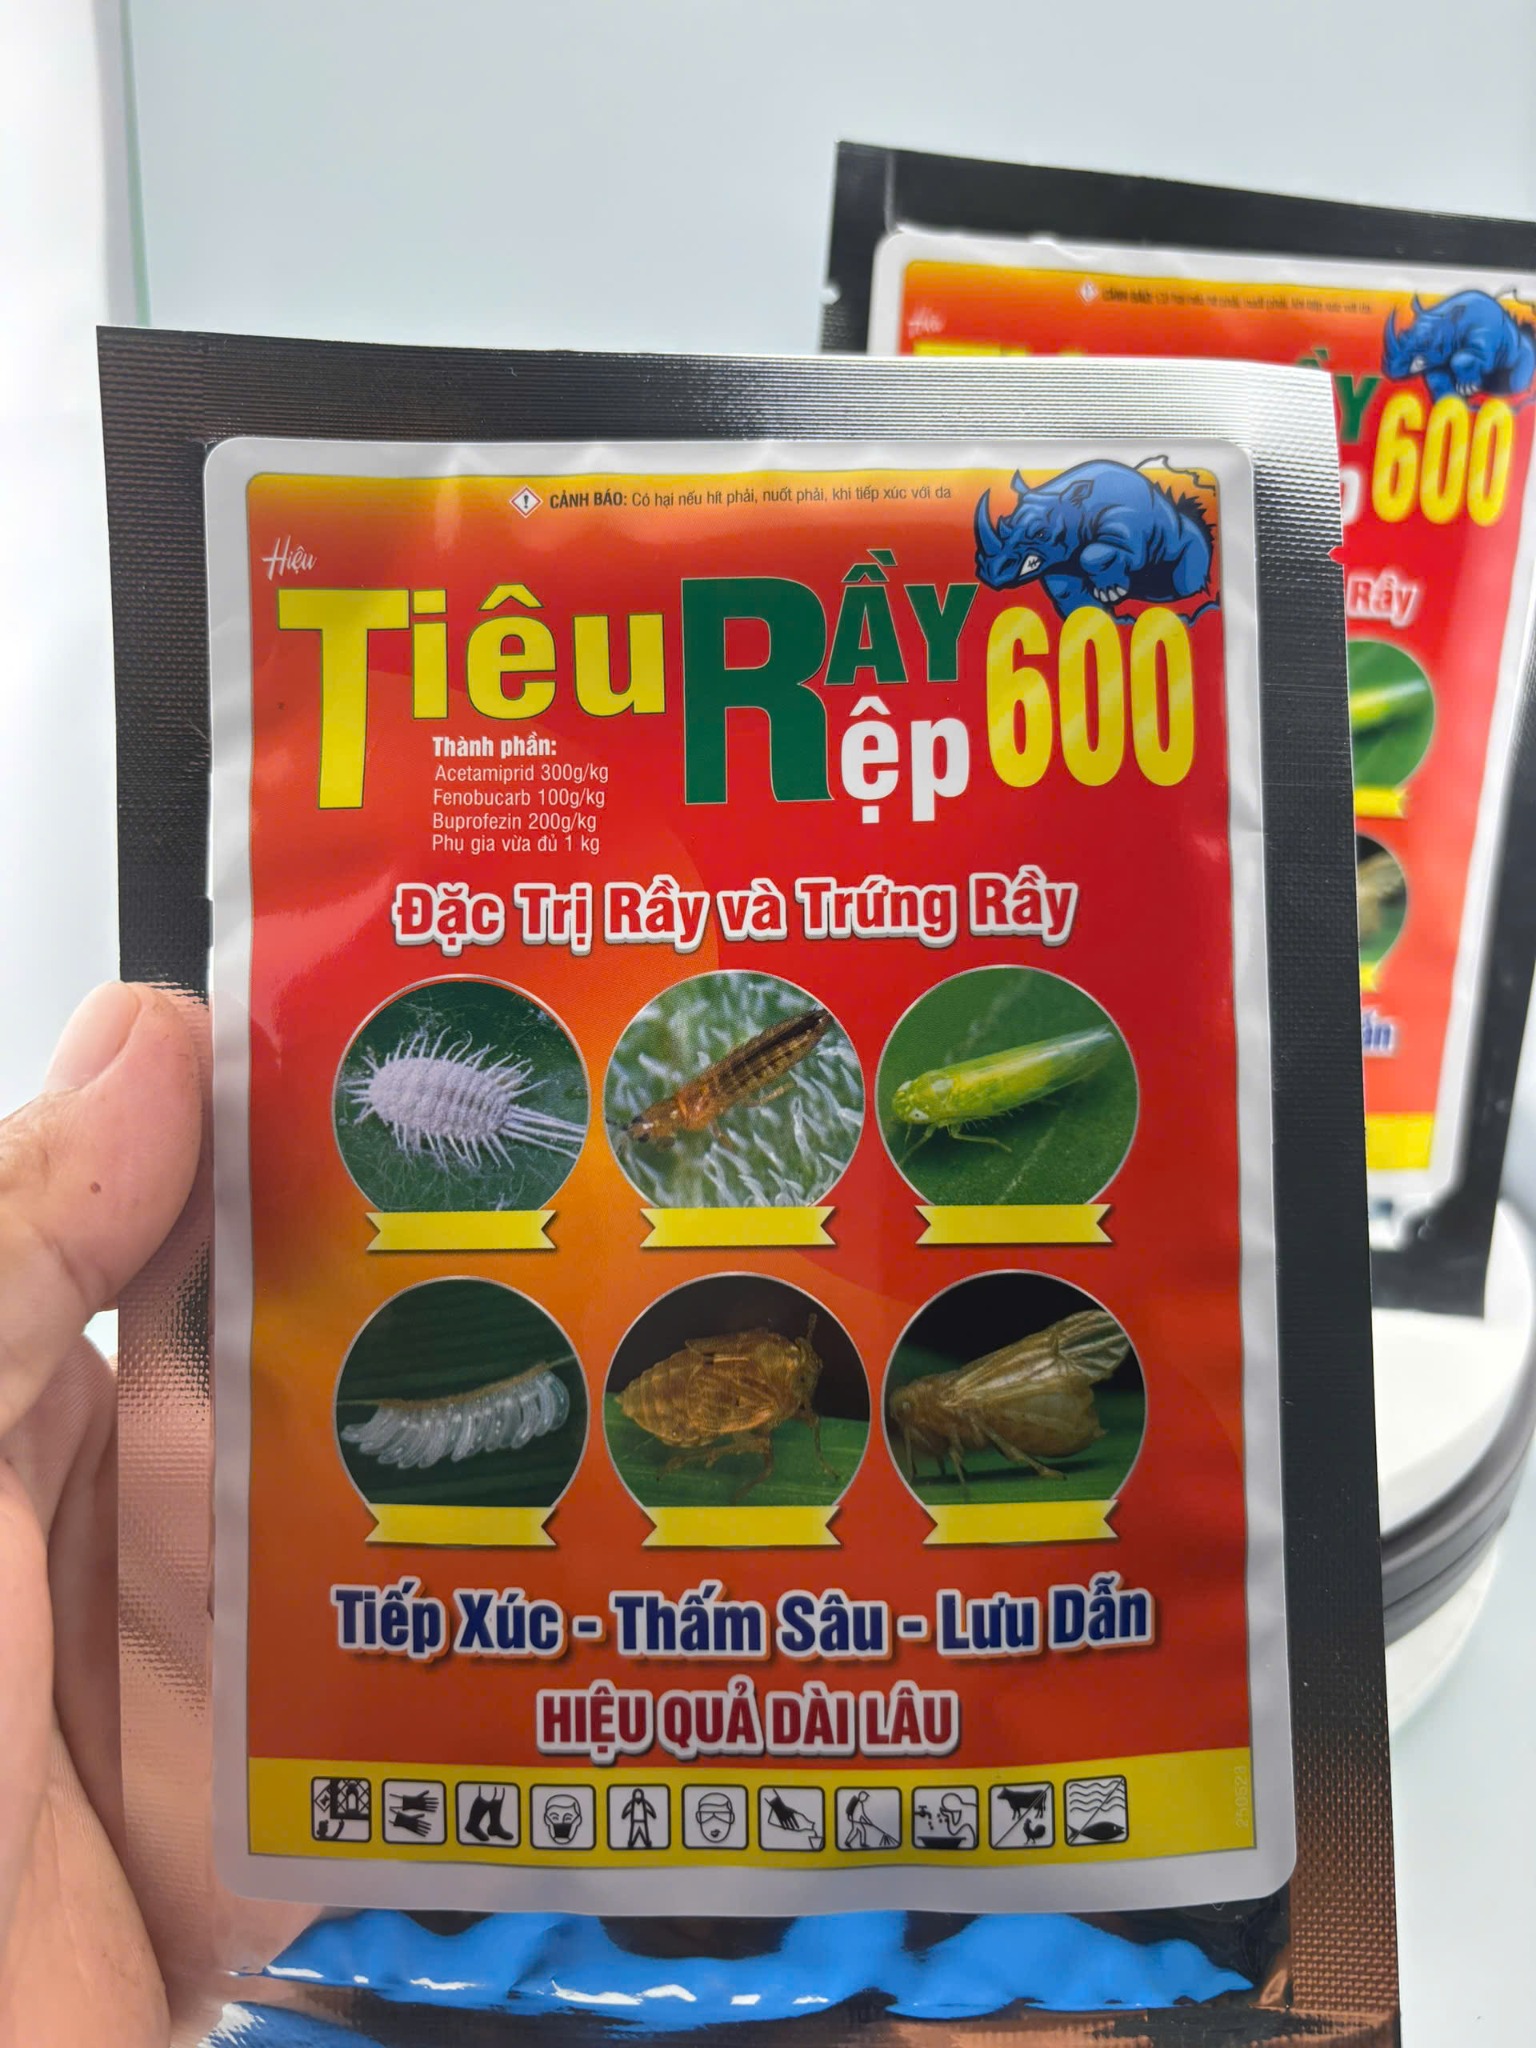 CẢNH BÁO: Có hại nếu hít phải, nuốt phải, khi tiếp xúc với da
Hiệu
Tiêu RẦY Rệp 600
Thành phần:
Acetamiprid 300g/kg
Fenobucarb 100g/kg
Buprofezin 200g/kg
Phụ gia vừa đủ 1 kg
Đặc Trị Rầy và Trứng Rầy
Tiếp Xúc - Thấm Sâu - Lưu Dẫn
HIỆU QUẢ DÀI LÂU
600
Rầy